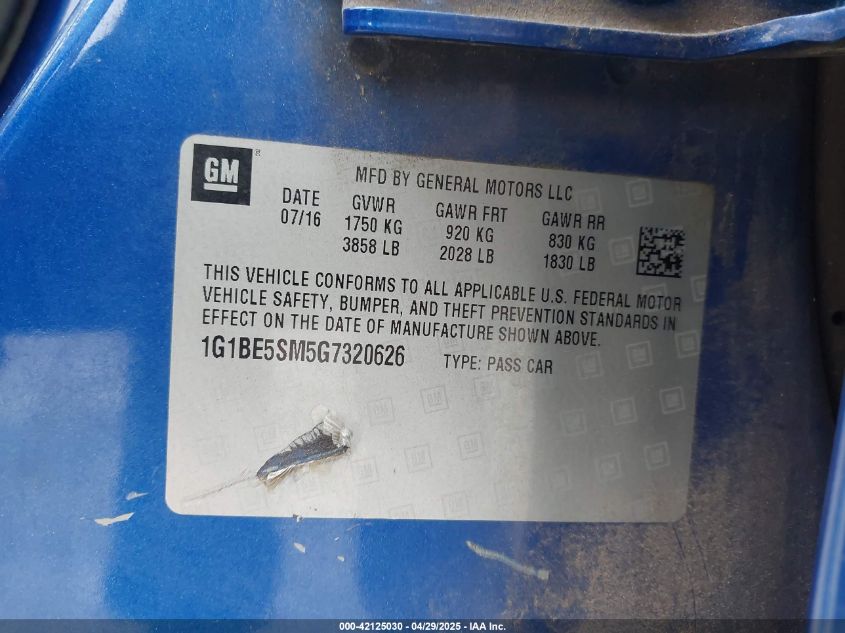 GM ®
MFD BY GENERAL MOTORS LLC
DATE GVWR GAWR FRT GAWR RR
07/16 1750 KG 920 KG 830 KG
3858 LB 2028 LB 1830 LB
THIS VEHICLE CONFORMS TO ALL APPLICABLE U.S. FEDERAL MOTOR
VEHICLE SAFETY, BUMPER, AND THEFT PREVENTION STANDARDS IN
EFFECT ON THE DATE OF MANUFACTURE SHOWN ABOVE.
1G1BE5SM5G7320626 TYPE: PASS CAR
000-42125030 - 04/29/2025 - IAA Inc.